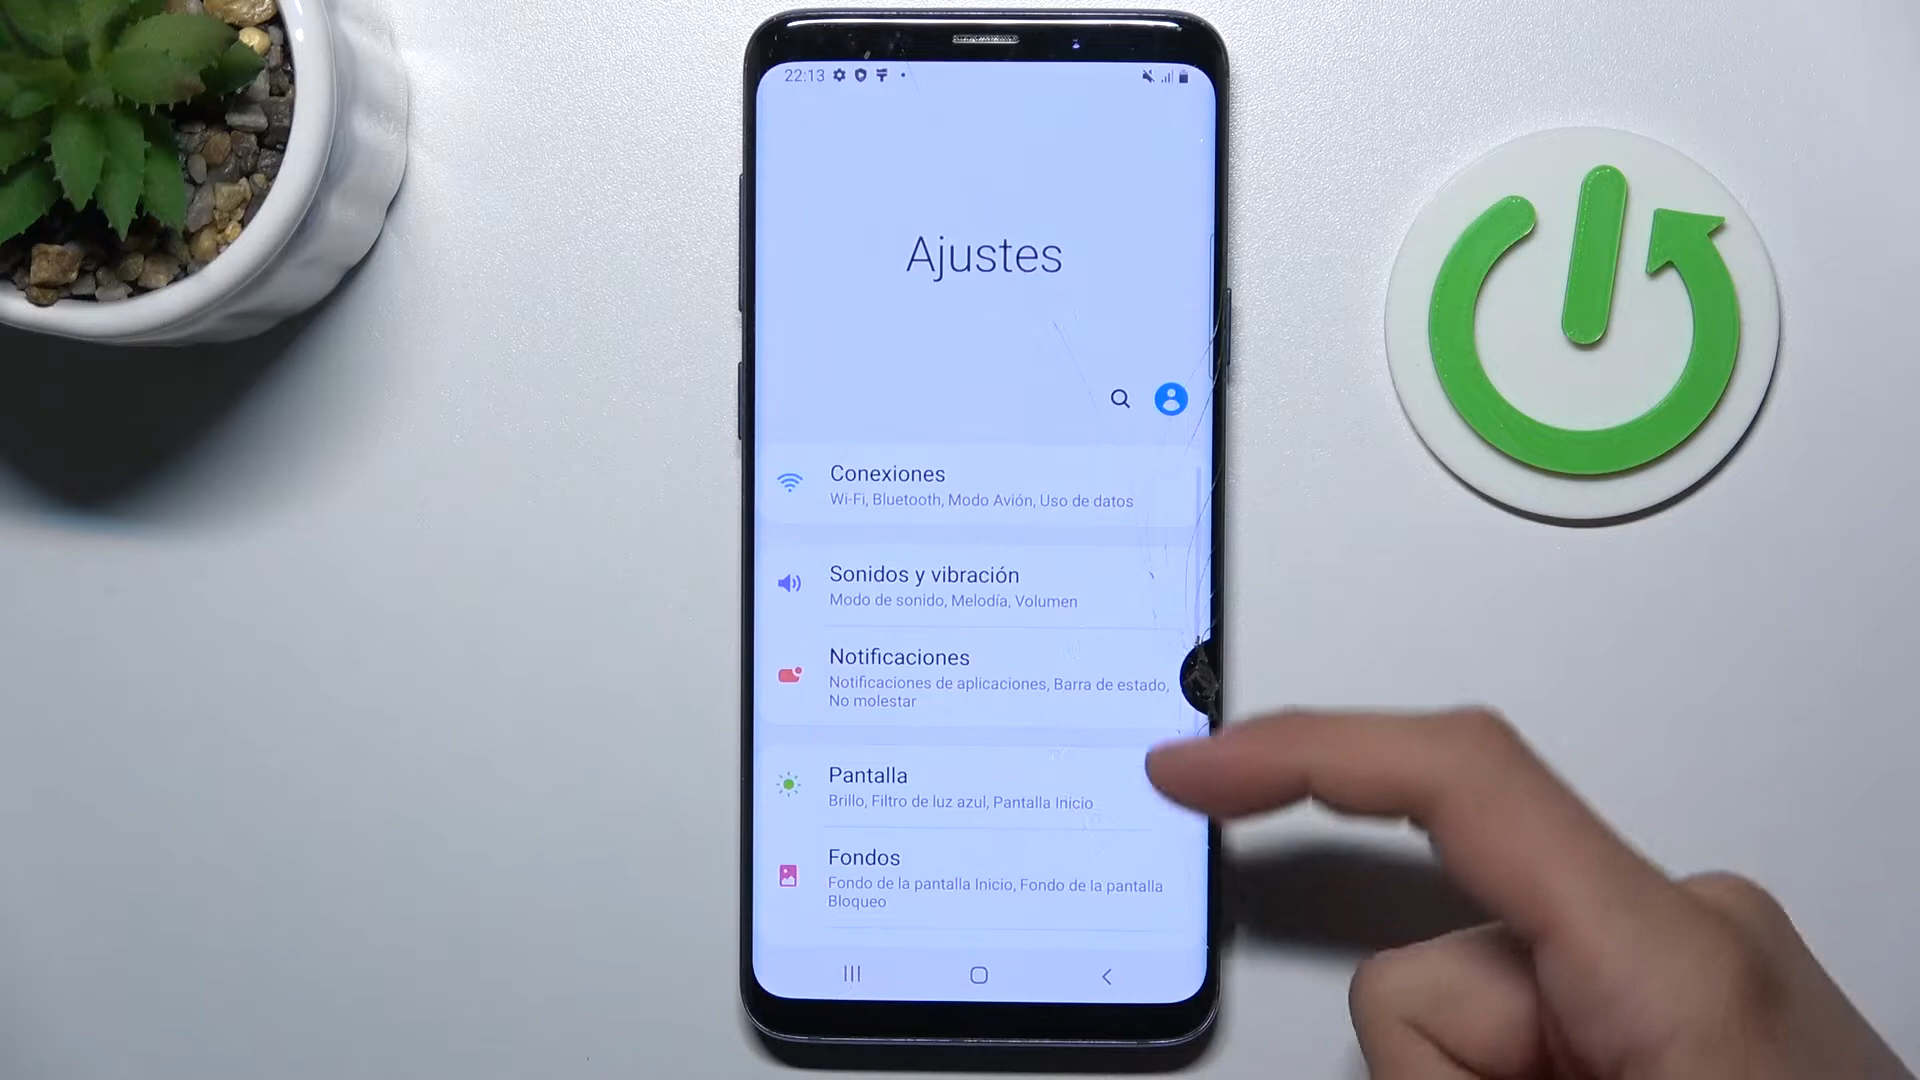 22:13
Ajustes
Conexiones
Wi-Fi, Bluetooth, Modo Avión, Uso de datos
Sonidos y vibración
Modo de sonido, Melodía, Volumen
Notificaciones
Notificaciones de aplicaciones, Barra de estado,
No molestar
Pantalla
Brillo, Filtro de luz azul, Pantalla Inicio
Fondos
Fondo de la pantalla Inicio, Fondo de la pantalla
Bloqueo